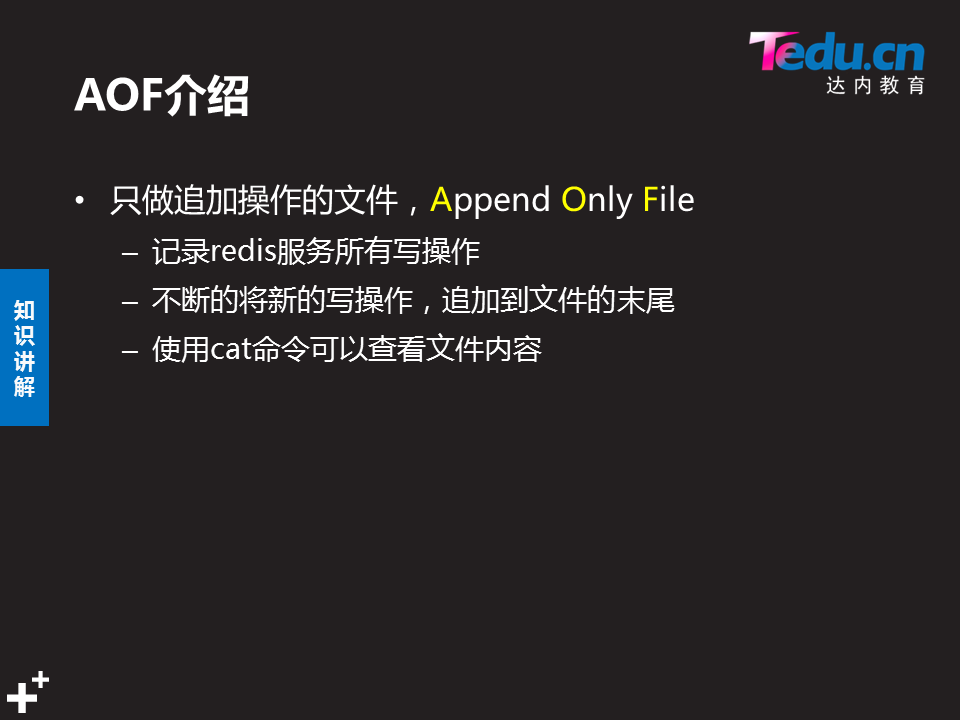 Tedu.cn
达内教育
AOF介绍
• 只做追加操作的文件，Append Only File
– 记录redis服务所有写操作
– 不断的将新的写操作，追加到文件的末尾
– 使用cat命令可以查看文件内容
知
识
讲
解